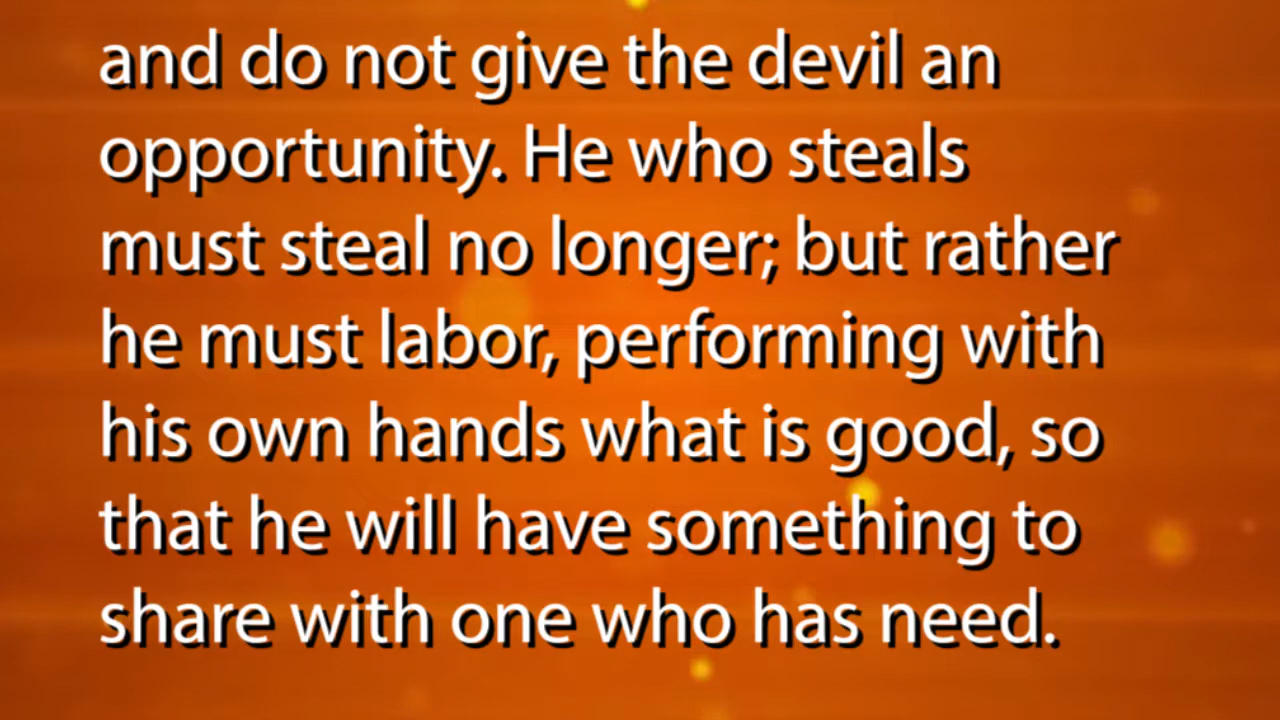 and do not give the devil an
opportunity. He who steals
must steal no longer; but rather
he must labor, performing with
his own hands what is good, so
that he will have something to
share with one who has need.